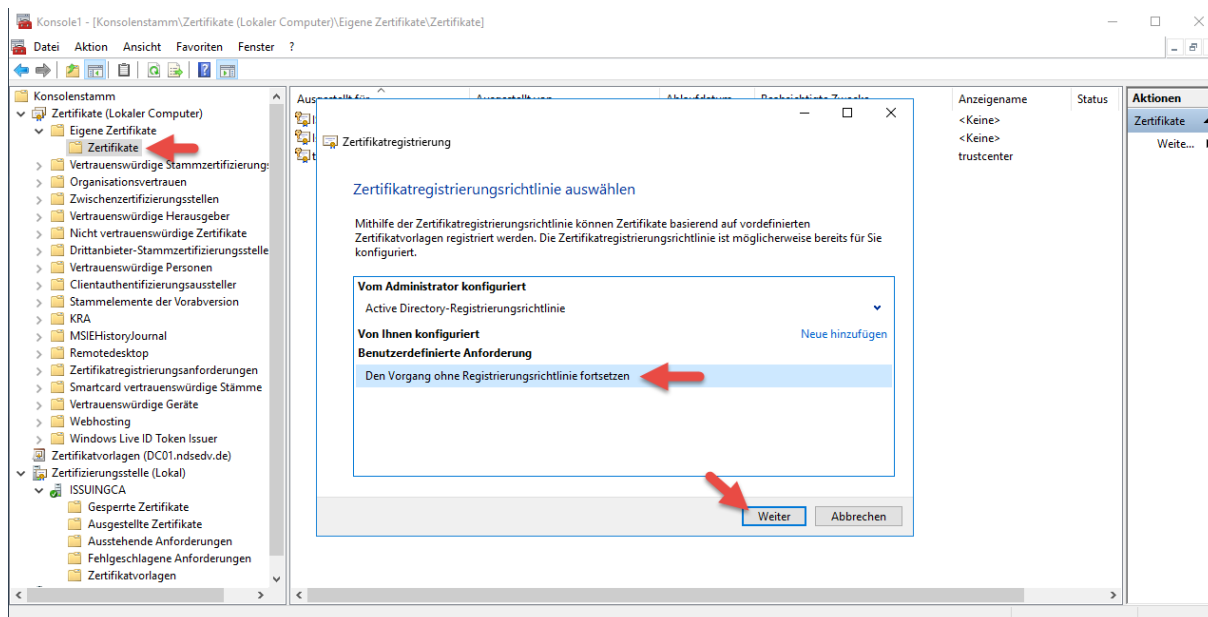 Konsole1 - [Konsolenstamm\Zertifikate (Lokaler Computer)\Eigene Zertifikate\Zertifikate]
Datei Aktion Ansicht Favoriten Fenster ?
Konsolenstamm
Zertifikate (Lokaler Computer)
Eigene Zertifikate
Zertifikate
Vertrauenswürdige Stammzertifizierung
Organisationsvertrauen
Zwischenzertifizierungsstellen
Vertrauenswürdige Herausgeber
Nicht vertrauenswürdige Zertifikate
Drittanbieter-Stammzertifizierungsstelle
Vertrauenswürdige Personen
Clientauthentifizierungsaussteller
Stammelemente der Vorabversion
KRA
MSIEHistoryJournal
Remotedesktop
Zertifikatregistrierungsanforderungen
Smartcard vertrauenswürdige Stämme
Vertrauenswürdige Geräte
Webhosting
Windows Live ID Token Issuer
Zertifikatvorlagen (DC01.ndsedv.de)
Zertifizierungsstelle (Lokal)
ISSUINGCA
Gesperrte Zertifikate
Ausgestellte Zertifikate
Ausstehende Anforderungen
Fehlgeschlagene Anforderungen
Zertifikatvorlagen
Anzeigename Status
<Keine>
<Keine>
trustcenter
Aktionen
Zertifikate
Weite...
Zertifikatregistrierung
Zertifikatregistrierungsrichtlinie auswählen
Mithilfe der Zertifikatregistrierungsrichtlinie können Zertifikate basierend auf vordefinierten
Zertifikatvorlagen registriert werden. Die Zertifikatregistrierungsrichtlinie ist möglicherweise bereits für Sie
konfiguriert.
Vom Administrator konfiguriert
Active Directory-Registrierungsrichtlinie
Von Ihnen konfiguriert Neue hinzufügen
Benutzerdefinierte Anforderung
Den Vorgang ohne Registrierungsrichtlinie fortsetzen
Weiter Abbrechen